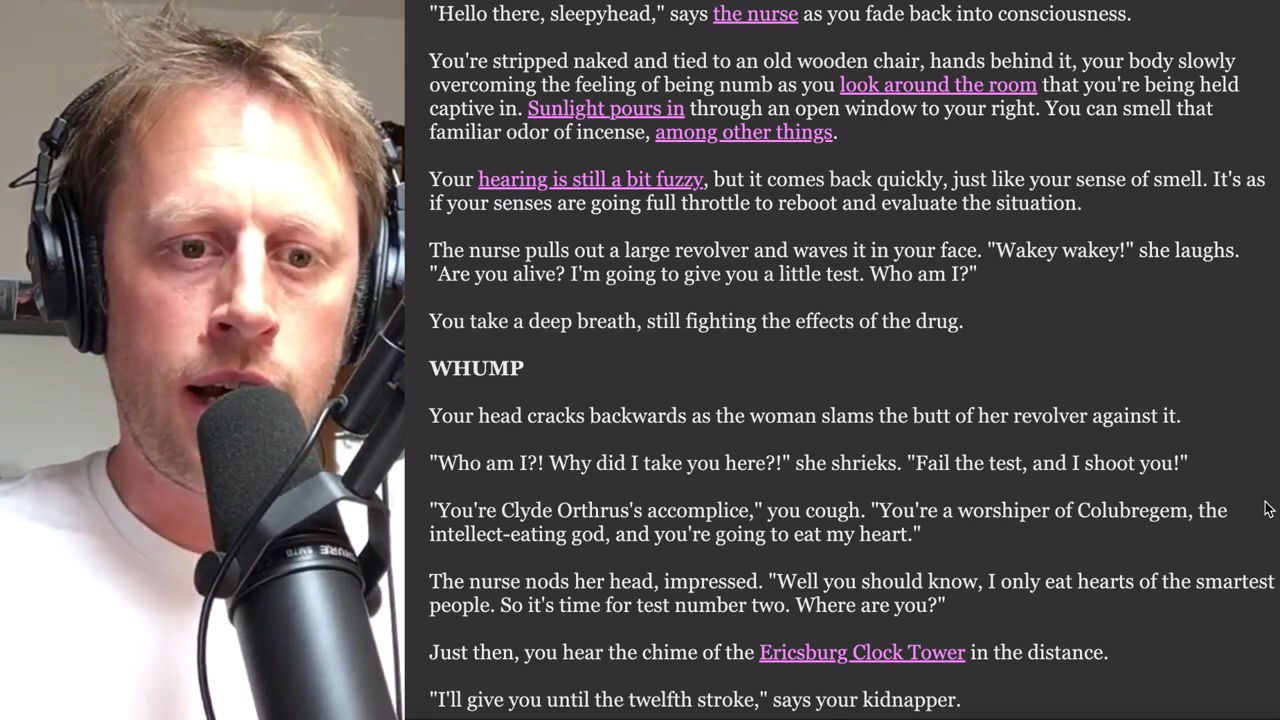 "Hello there, sleepyhead," says the nurse as you fade back into consciousness.
You're stripped naked and tied to an old wooden chair, hands behind it, your body slowly
overcoming the feeling of being numb as you look around the room that you're being held
captive in. Sunlight pours in through an open window to your right. You can smell that
familiar odor of incense, among other things.
Your hearing is still a bit fuzzy, but it comes back quickly, just like your sense of smell. It's as
if your senses are going full throttle to reboot and evaluate the situation.
The nurse pulls out a large revolver and waves it in your face. "Wakey wakey!" she laughs.
"Are you alive? I'm going to give you a little test. Who am I?"
You take a deep breath, still fighting the effects of the drug.
WHUMP
Your head cracks backwards as the woman slams the butt of her revolver against it.
"Who am I?! Why did I take you here?!" she shrieks. "Fail the test, and I shoot you!"
"You're Clyde Orthrus's accomplice," you cough. "You're a worshiper of Colubregem, the
intellect-eating god, and you're going to eat my heart."
The nurse nods her head, impressed. "Well you should know, I only eat hearts of the smartest
people. So it's time for test number two. Where are you?"
Just then, you hear the chime of the Ericsburg Clock Tower in the distance.
"I'll give you until the twelfth stroke," says your kidnapper.
SHURE SM7B